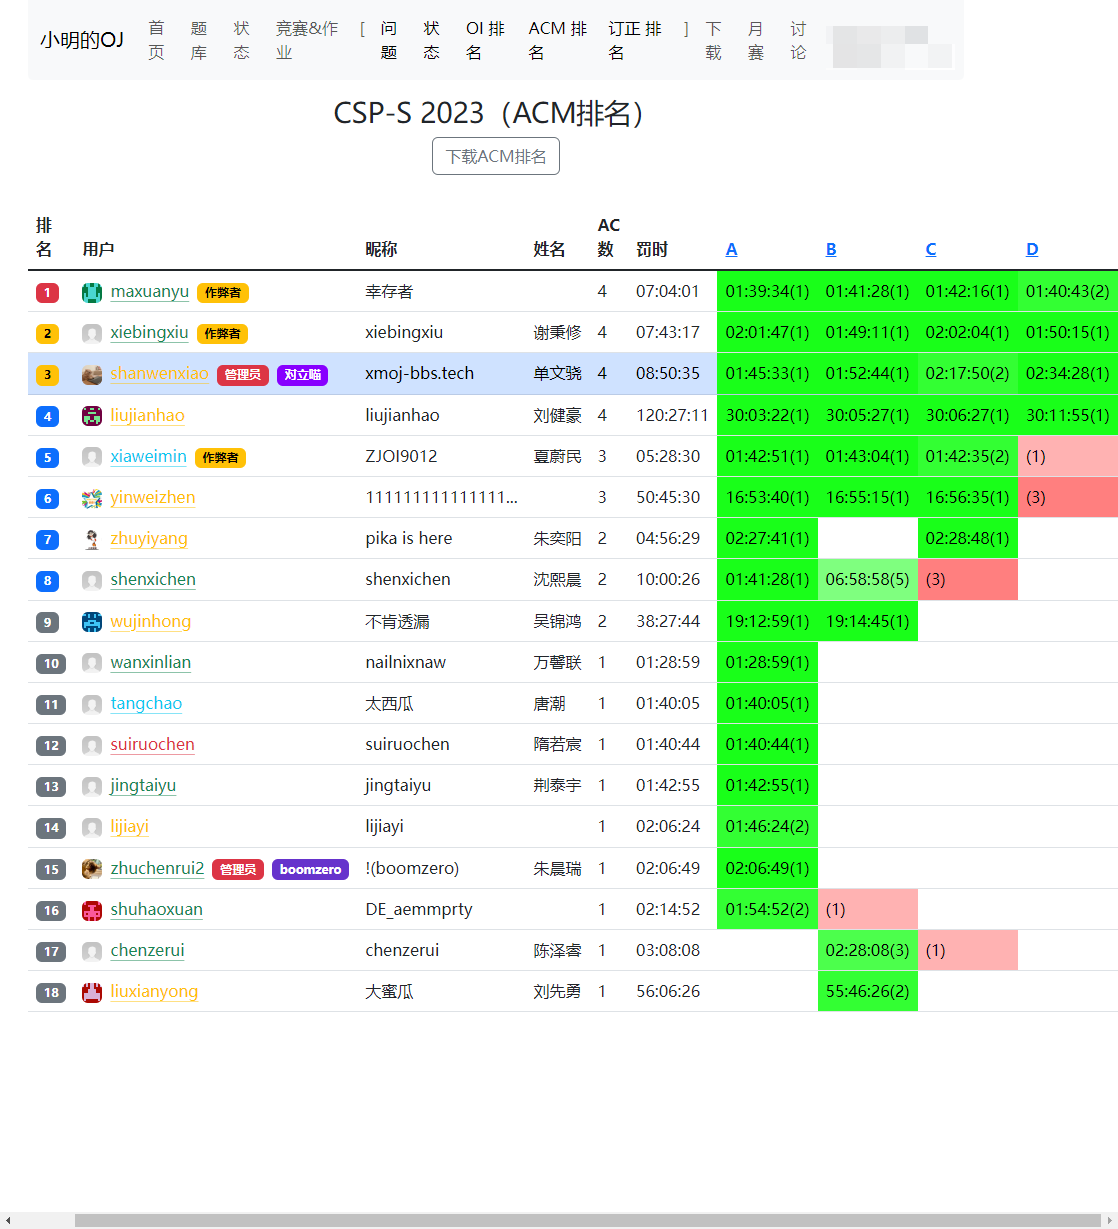 小明的OJ 首页 题库 状态 竞赛&作业 [ 问题 状态 OI 排名 ACM 排名 订正 排名 ] 下载 月赛 讨论
CSP-S 2023（ACM排名）
下载ACM排名
排名 用户 昵称 姓名 AC数 罚时 A B C D
1 maxuanyu 作弊者 幸存者 4 07:04:01 01:39:34(1) 01:41:28(1) 01:42:16(1) 01:40:43(2)
2 xiebingxiu 作弊者 xiebingxiu 谢秉修 4 07:43:17 02:01:47(1) 01:49:11(1) 02:02:04(1) 01:50:15(1)
3 shanwenxiao 管理员 对立瞄 xmoj-bbs.tech 单文骁 4 08:50:35 01:45:33(1) 01:52:44(1) 02:17:50(2) 02:34:28(1)
4 liujianhao liujianhao 刘健豪 4 120:27:11 30:03:22(1) 30:05:27(1) 30:06:27(1) 30:11:55(1)
5 xiaweimin 作弊者 ZJOI9012 夏蔚民 3 05:28:30 01:42:51(1) 01:43:04(1) 01:42:35(2) (1)
6 yinweizhen 111111111111111... 3 50:45:30 16:53:40(1) 16:55:15(1) 16:56:35(1) (3)
7 zhuyiyang pika is here 朱奕阳 2 04:56:29 02:27:41(1) 02:28:48(1)
8 shenxichen shenxichen 沈熙晨 2 10:00:26 01:41:28(1) 06:58:58(5) (3)
9 wujinhong 不肯透漏 吴锦鸿 2 38:27:44 19:12:59(1) 19:14:45(1)
10 wanxinlian nailnixnaw 万馨联 1 01:28:59 01:28:59(1)
11 tangchao 太西瓜 唐潮 1 01:40:05 01:40:05(1)
12 suiruochen suiruochen 隋若宸 1 01:40:44 01:40:44(1)
13 jingtaiyu jingtaiyu 荆泰宇 1 01:42:55 01:42:55(1)
14 lijiayi lijiayi 1 02:06:24 01:46:24(2)
15 zhuchenrui2 管理员 boomzero !(boomzero) 朱晨瑞 1 02:06:49 02:06:49(1)
16 shuhaoxuan DE_aemmprty 1 02:14:52 01:54:52(2) (1)
17 chenzerui chenzerui 陈泽睿 1 03:08:08 02:28:08(3) (1)
18 liuxianyong 大蜜瓜 刘先勇 1 56:06:26 55:46:26(2)